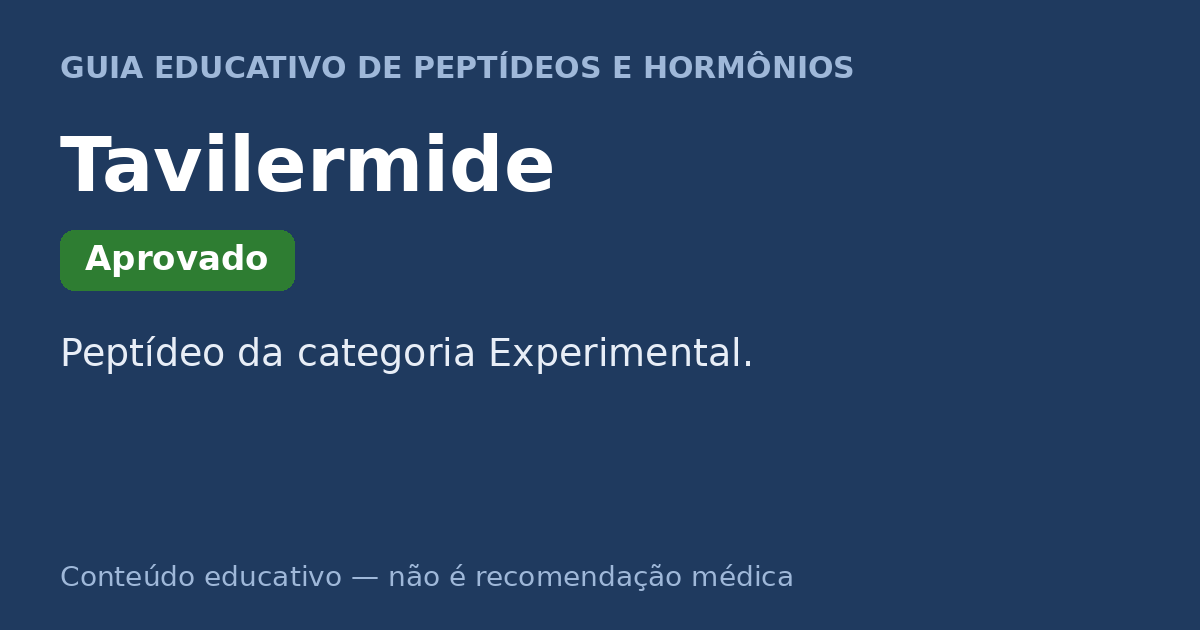 GUIA EDUCATIVO DE PEPTÍDEOS E HORMÔNIOS
Tavilermide
Aprovado
Peptídeo da categoria Experimental.
Conteúdo educativo — não é recomendação médica